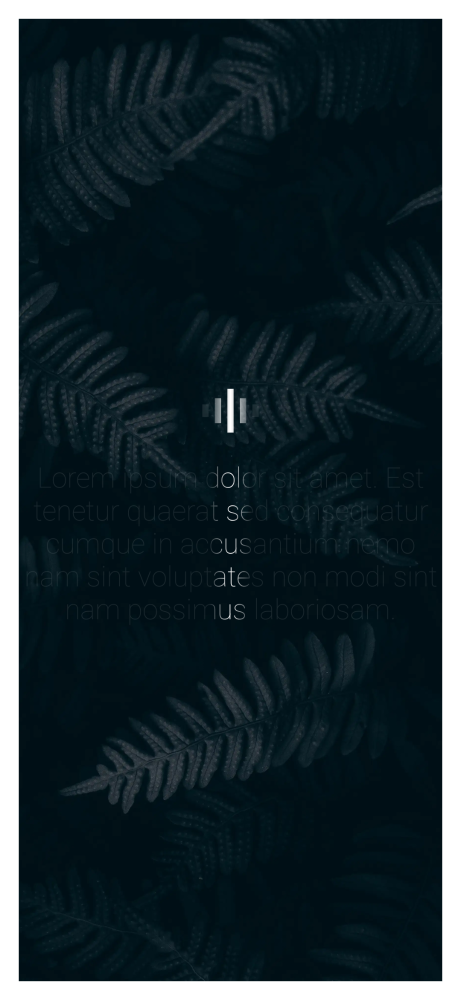 Lorem ipsum dolor sit amet. Est
tenetur quaerat sed consequatur
cumque in accusantium nemo
nam sint voluptates non modi sint
nam possimus laboriosam.